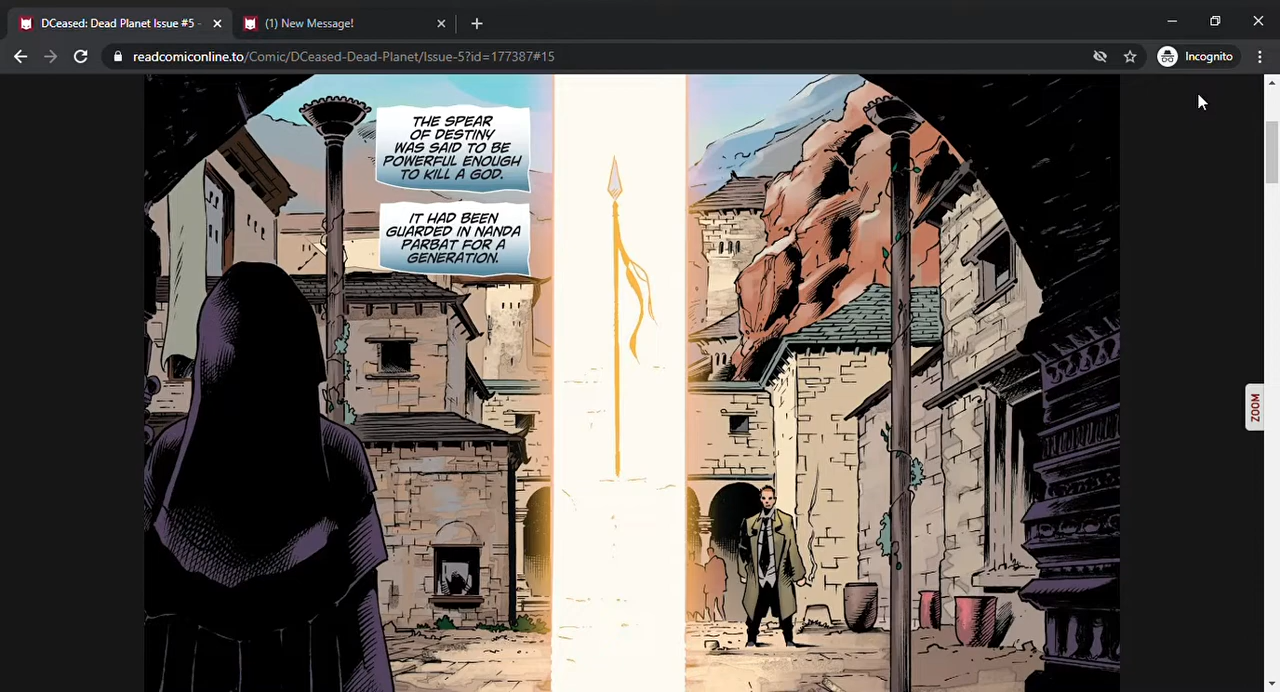 DCeased: Dead Planet Issue #5 -
(1) New Message!
readcomiconline.to/Comic/DCeased-Dead-Planet/Issue-5?id=177387#15
Incognito
THE SPEAR
OF DESTINY
WAS SAID TO BE
POWERFUL ENOUGH
TO KILL A GOD.
IT HAD BEEN
GUARDED IN NANDA
PARBAT FOR A
GENERATION.
ZOOM